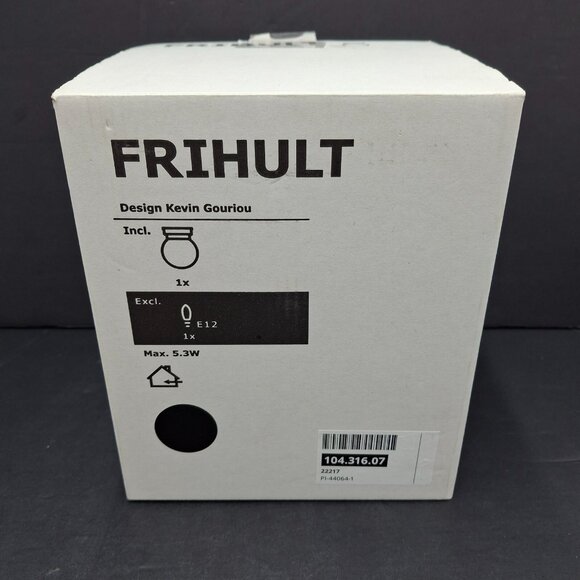 FRIHULT
FRIHULT
Design Kevin Gouriou
Incl.
1x
Excl.
E12
1x
Max. 5.3W
104.316.07
22217
PI-44064-1